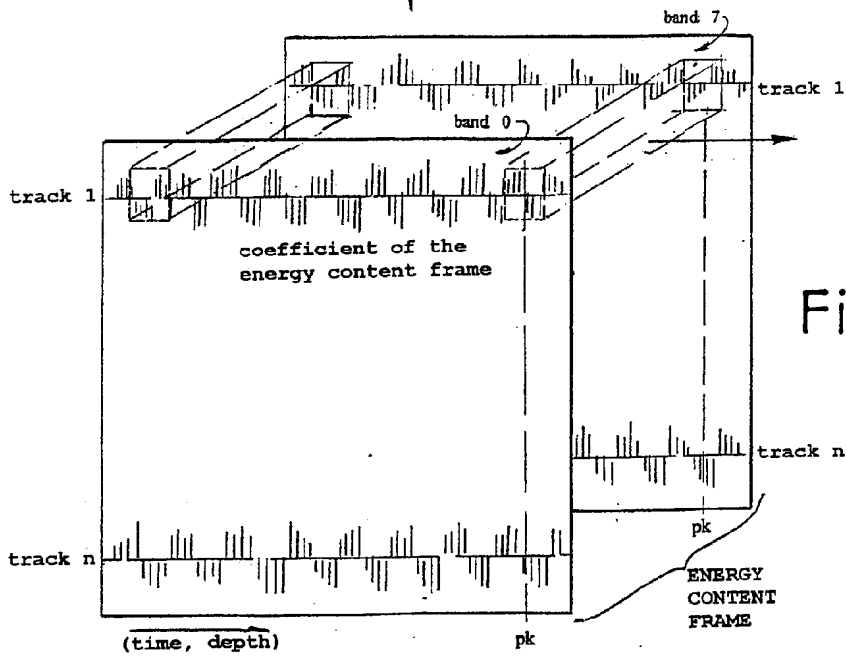 band 7
track 1
band 0
track 1
coefficient of the
energy content frame
Fi
track n
pk
track n
ENERGY
CONTENT
FRAME
(time, depth)
pk